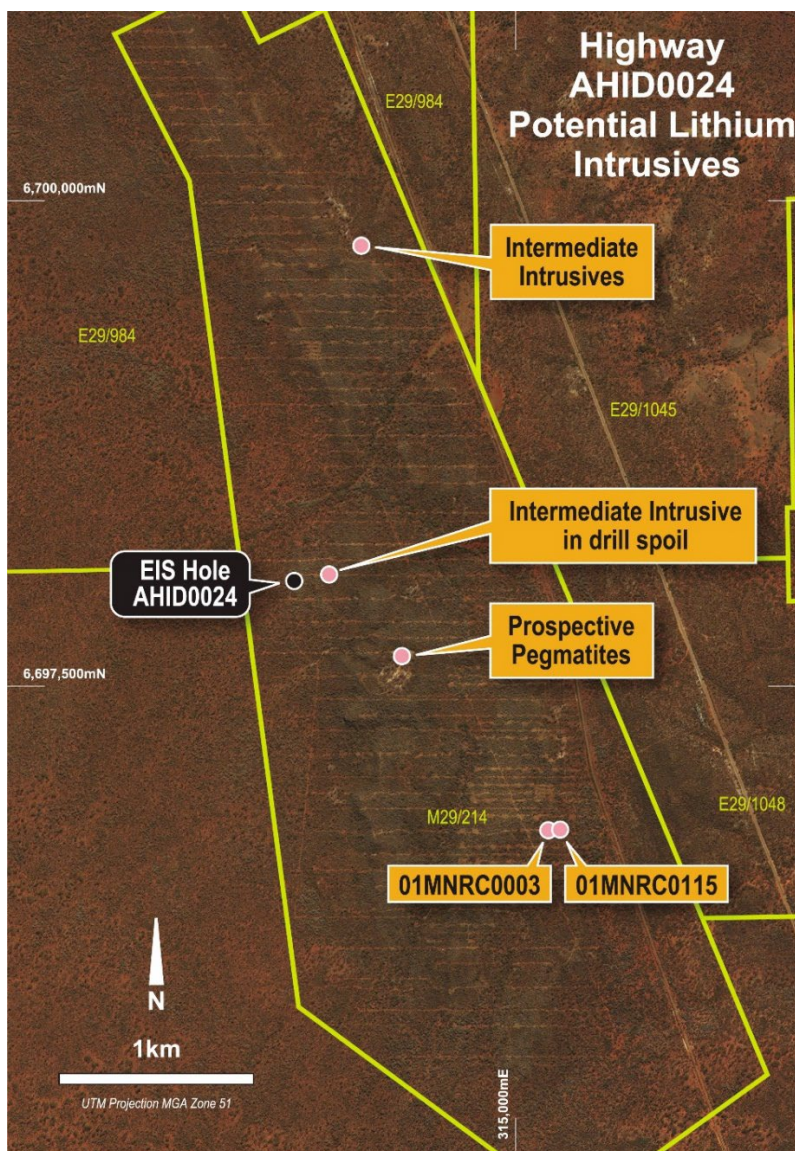 Highway
AHID0024
Potential Lithium
Intrusives
E29/984
6,700,000mN
Intermediate
Intrusives
E29/984
E29/1045
Intermediate Intrusive
in drill spoil
EIS Hole
AHID0024
Prospective
Pegmatites
6,697,500mN
M29/214
E29/1048
01MNRC0003
01MNRC0115
N
1km
UTM Projection MGA Zone 51
315,000mE